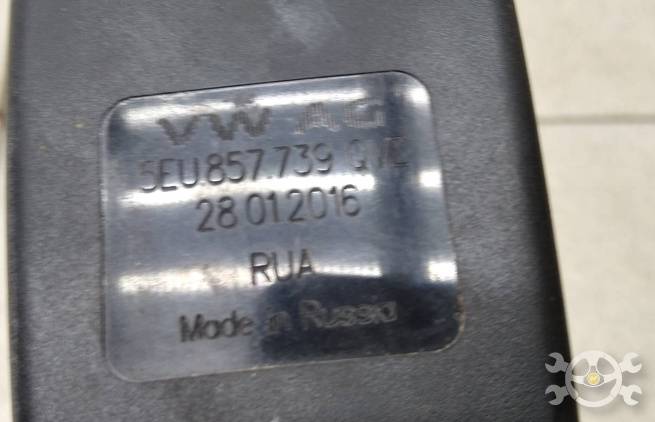 VW AG
5EU.857.739
28 01 2016
RUA
Made in Russia